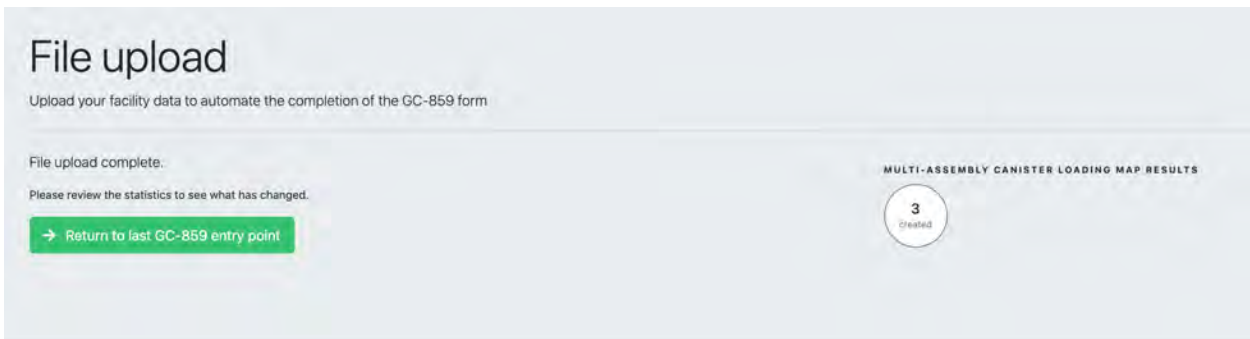 File upload
Upload your facility data to automate the completion of the GC-859 form
File upload complete.
Please review the statistics to see what has changed.
→ Return to last GC-859 entry point
MULTI-ASSEMBLY CANISTER LOADING MAP RESULTS
3
created